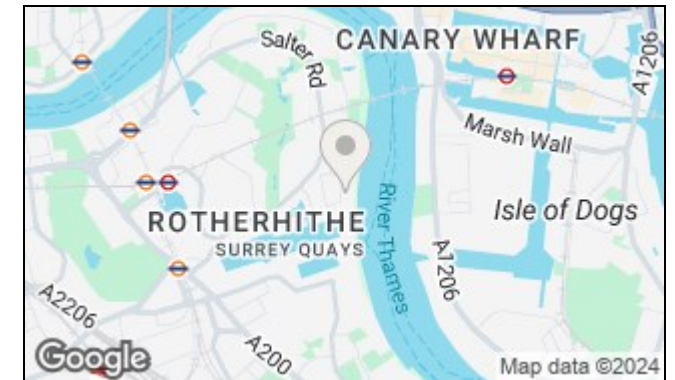 Salter Rd
CANARY WHARF
A1206
Marsh Wall
ROTHERHITHE
SURREY QUAYS
River Thames
Isle of Dogs
A1206
A2206
A200
Google
Map data ©2024